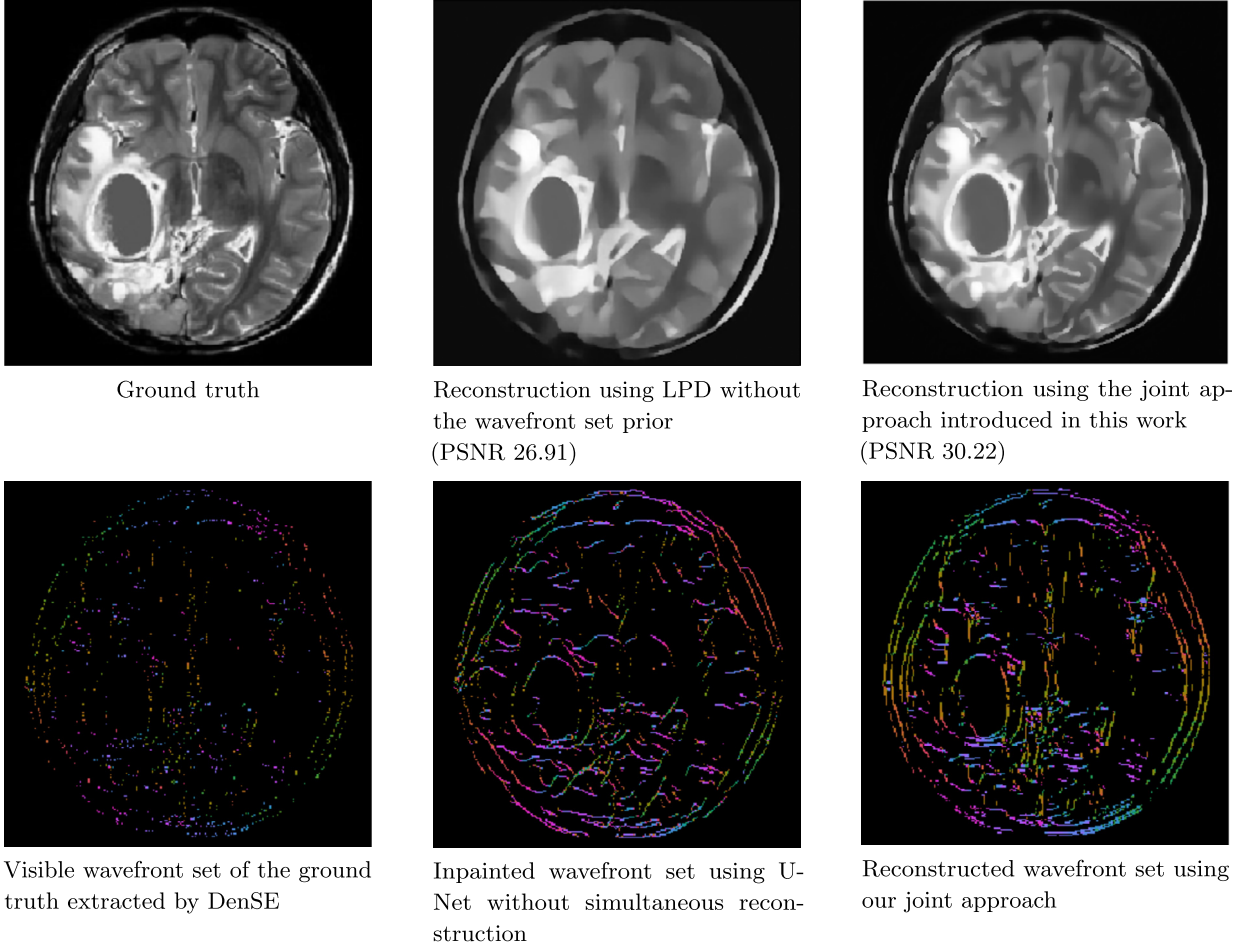 Ground truth
Reconstruction using LPD without
the wavefront set prior
(PSNR 26.91)
Reconstruction using the joint ap-
proach introduced in this work
(PSNR 30.22)
Visible wavefront set of the ground
truth extracted by DenSE
Inpainted wavefront set using U-
Net without simultaneous recon-
struction
Reconstructed wavefront set using
our joint approach